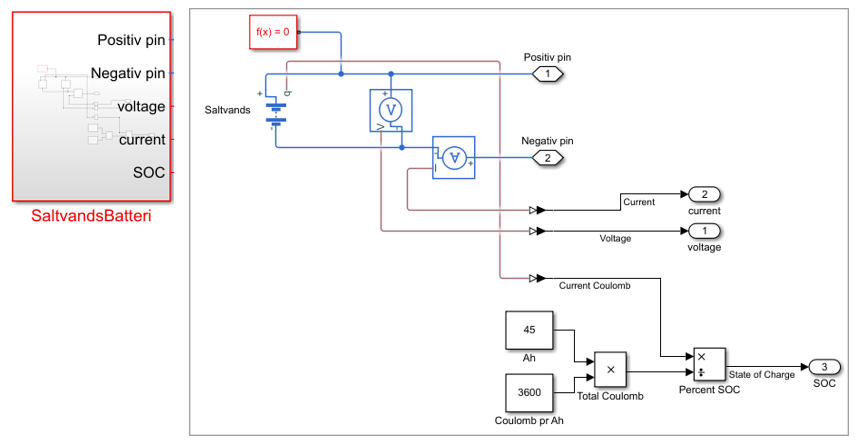 Positiv pin
Negativ pin
voltage
current
SOC
SaltvandsBatteri
f(x) = 0
Positiv pin
1
+
b
Saltvands
-
+
V
-
V
Negativ pin
2
-
A
+
I
Current
2
current
Voltage
1
voltage
Current Coulomb
45
Ah
3600
Coulomb pr Ah
×
Total Coulomb
×
÷
Percent SOC
State of Charge
3
SOC